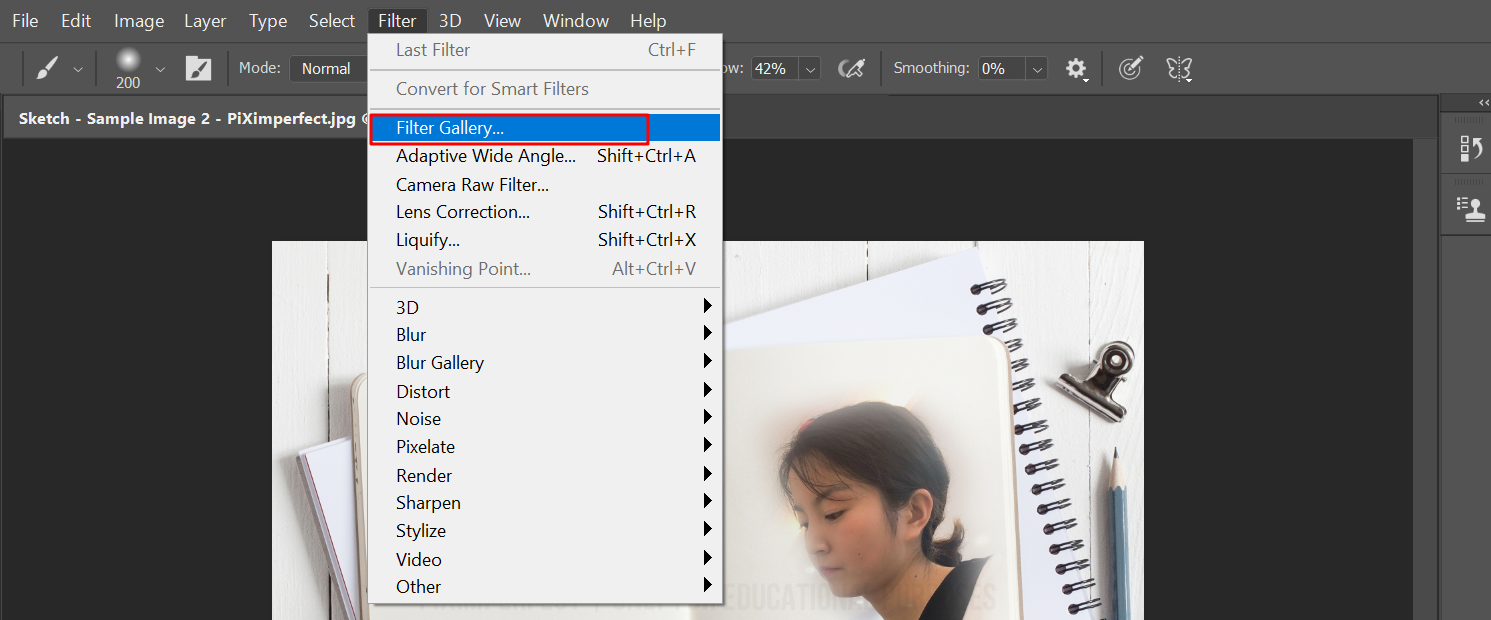 File Edit Image Layer Type Select Filter 3D View Window Help
200 Mode: Normal ow: 42% Smoothing: 0%
Sketch - Sample Image 2 - PiXimperfect.jpg
Last Filter Ctrl+F
Convert for Smart Filters
Filter Gallery...
Adaptive Wide Angle... Shift+Ctrl+A
Camera Raw Filter...
Lens Correction... Shift+Ctrl+R
Liquify... Shift+Ctrl+X
Vanishing Point... Alt+Ctrl+V
3D
Blur
Blur Gallery
Distort
Noise
Pixelate
Render
Sharpen
Stylize
Video
Other